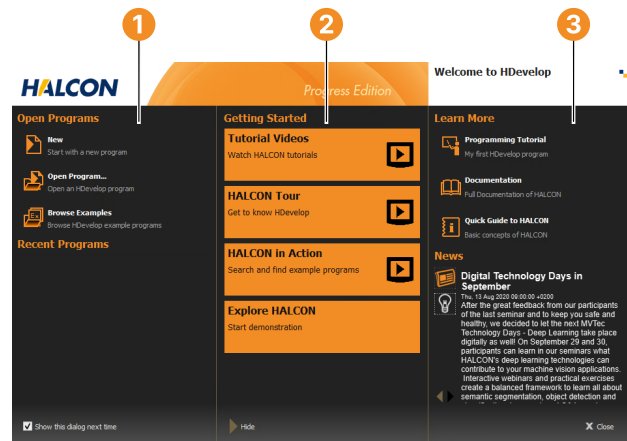 1
2
3
HALCON
Progress Edition
Welcome to HDevelop
Open Programs
New
Start with a new program
Open Program...
Open an HDevelop program
Ex
Browse Examples
Browse HDevelop example programs
Recent Programs
Show this dialog next time
Getting Started
Tutorial Videos
Watch HALCON tutorials
HALCON Tour
Get to know HDevelop
HALCON in Action
Search and find example programs
Explore HALCON
Start demonstration
Hide
Learn More
Programming Tutorial
My first HDevelop program
Documentation
Full Documentation of HALCON
Quick Guide to HALCON
Basic concepts of HALCON
News
Digital Technology Days in
September
Thu, 13 Aug 2020 09:00:00 +0200
After the great feedback from our participants
of the last seminar and to keep you safe and
healthy, we decided to let the next MVTec
Technology Days - Deep Learning take place
digitally as well! On September 29 and 30,
participants can learn in our seminars what
HALCON's deep learning technologies can
contribute to your machine vision applications.
Interactive webinars and practical exercises
create a balanced framework to learn all about
semantic segmentation, object detection and
X Close